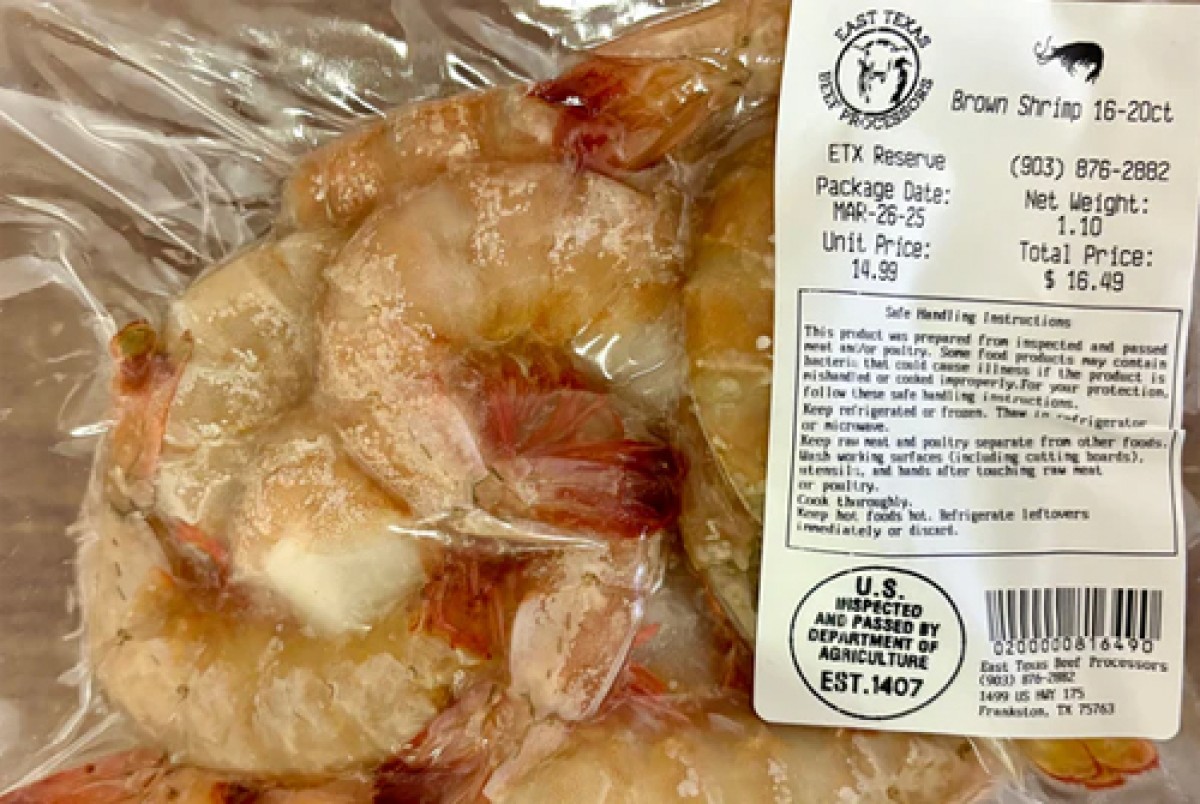 EAST TEXAS
BEEF PROCESSORS
Brown Shrimp 16-20ct
ETX Reserve
(903) 876-2882
Package Date:
MAR-26-25
Net Weight:
1.10
Unit Price:
14.99
Total Price:
$ 16.49
Safe Handling Instructions
This product was prepared from inspected and passed
meat and/or poultry. Some food products may contain
bacteria that could cause illness if the product is
mishandled or cooked improperly.For your protection,
follow these safe handling instructions.
Keep refrigerated or frozen. Thaw in refrigerator
or microwave.
Keep raw meat and poultry separate from other foods.
Wash working surfaces (including cutting boards),
utensils, and hands after touching raw meat
or poultry.
Cook thoroughly.
Keep hot foods hot. Refrigerate leftovers
immediately or discard.
U.S.
INSPECTED
AND PASSED BY
DEPARTMENT OF
AGRICULTURE
EST.1407
0200000816490
East Texas Beef Processors
(903) 876-2882
1499 US HWY 175
Frankston, TX 75763